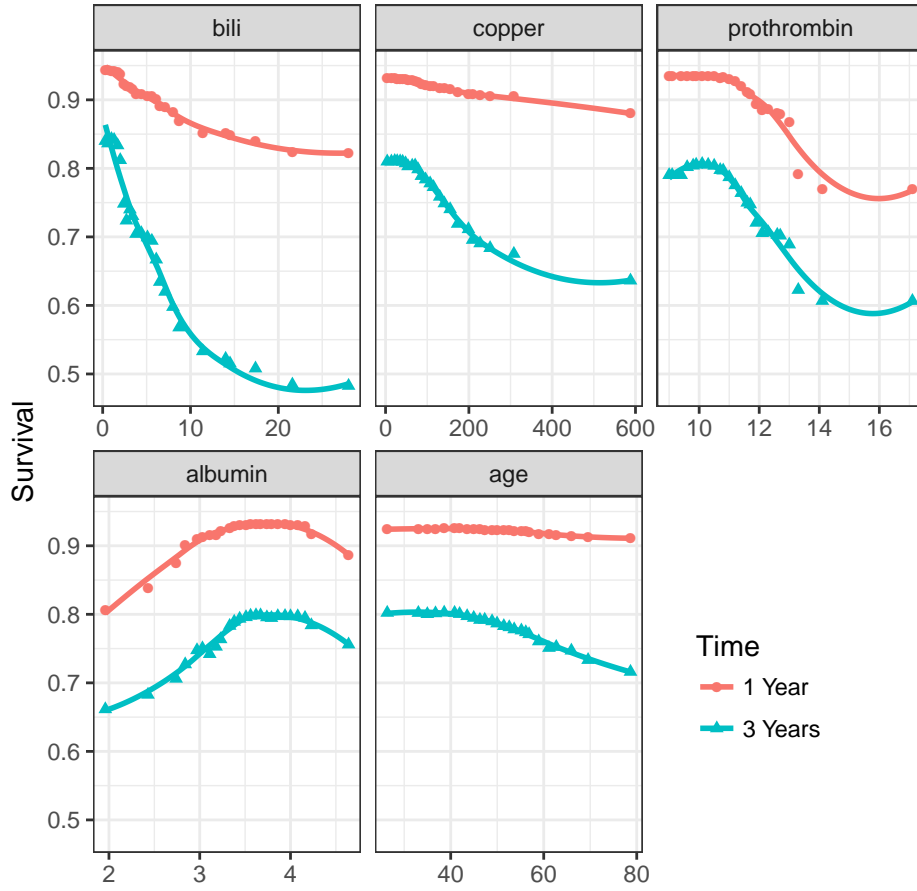 bili
copper
prothrombin
0.9
0.8
0.7
0.6
0.5
0 10 20
0 200 400 600
10 12 14 16
Survival
albumin
age
0.9
0.8
0.7
0.6
0.5
2 3 4
40 60 80
Time
1 Year
3 Years